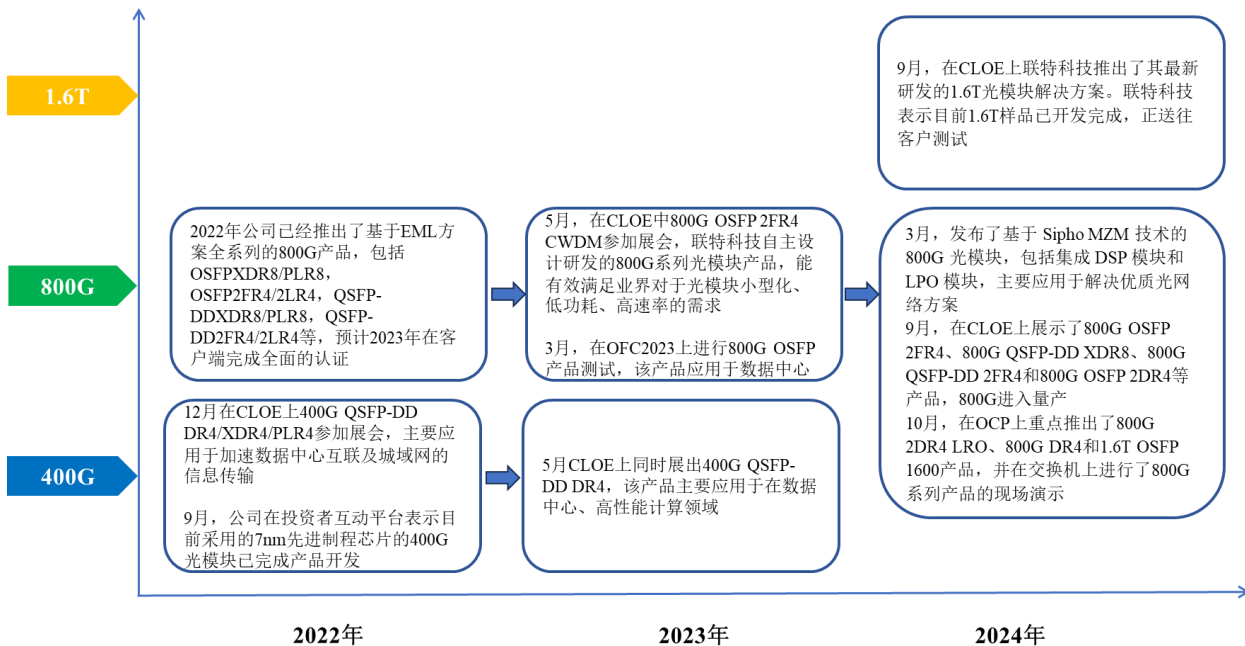 1.6T
9月，在CLOE上联特科技推出了其最新
研发的1.6T光模块解决方案。联特科技
表示目前1.6T样品已开发完成，正送往
客户测试
800G
2022年公司已经推出了基于EML方
案全系列的800G产品，包括
OSFPXDR8/PLR8，
OSFP2FR4/2LR4，QSFP-
DDXDR8/PLR8，QSFP-
DD2FR4/2LR4等，预计2023年在客
户端完成全面的认证
5月，在CLOE中800G OSFP 2FR4
CWDM参加展会，联特科技自主设
计研发的800G系列光模块产品，能
有效满足业界对于光模块小型化、
低功耗、高速率的需求
3月，在OFC2023上进行800G OSFP
产品测试，该产品应用于数据中心
3月，发布了基于 Sipho MZM 技术的
800G 光模块，包括集成 DSP 模块和
LPO 模块，主要应用于解决优质光网
络方案
9月，在CLOE上展示了800G OSFP
2FR4、800G QSFP-DD XDR8、800G
QSFP-DD 2FR4和800G OSFP 2DR4等
产品，800G进入量产
10月，在OCP上重点推出了800G
2DR4 LRO、800G DR4和1.6T OSFP
1600产品，并在交换机上进行了800G
系列产品的现场演示
400G
12月在CLOE上400G QSFP-DD
DR4/XDR4/PLR4参加展会，主要应
用于加速数据中心互联及城域网的
信息传输
9月，公司在投资者互动平台表示目
前采用的7nm先进制程芯片的400G
光模块已完成产品开发
5月CLOE上同时展出400G QSFP-
DD DR4，该产品主要应用于在数据
中心、高性能计算领域
2022年
2023年
2024年